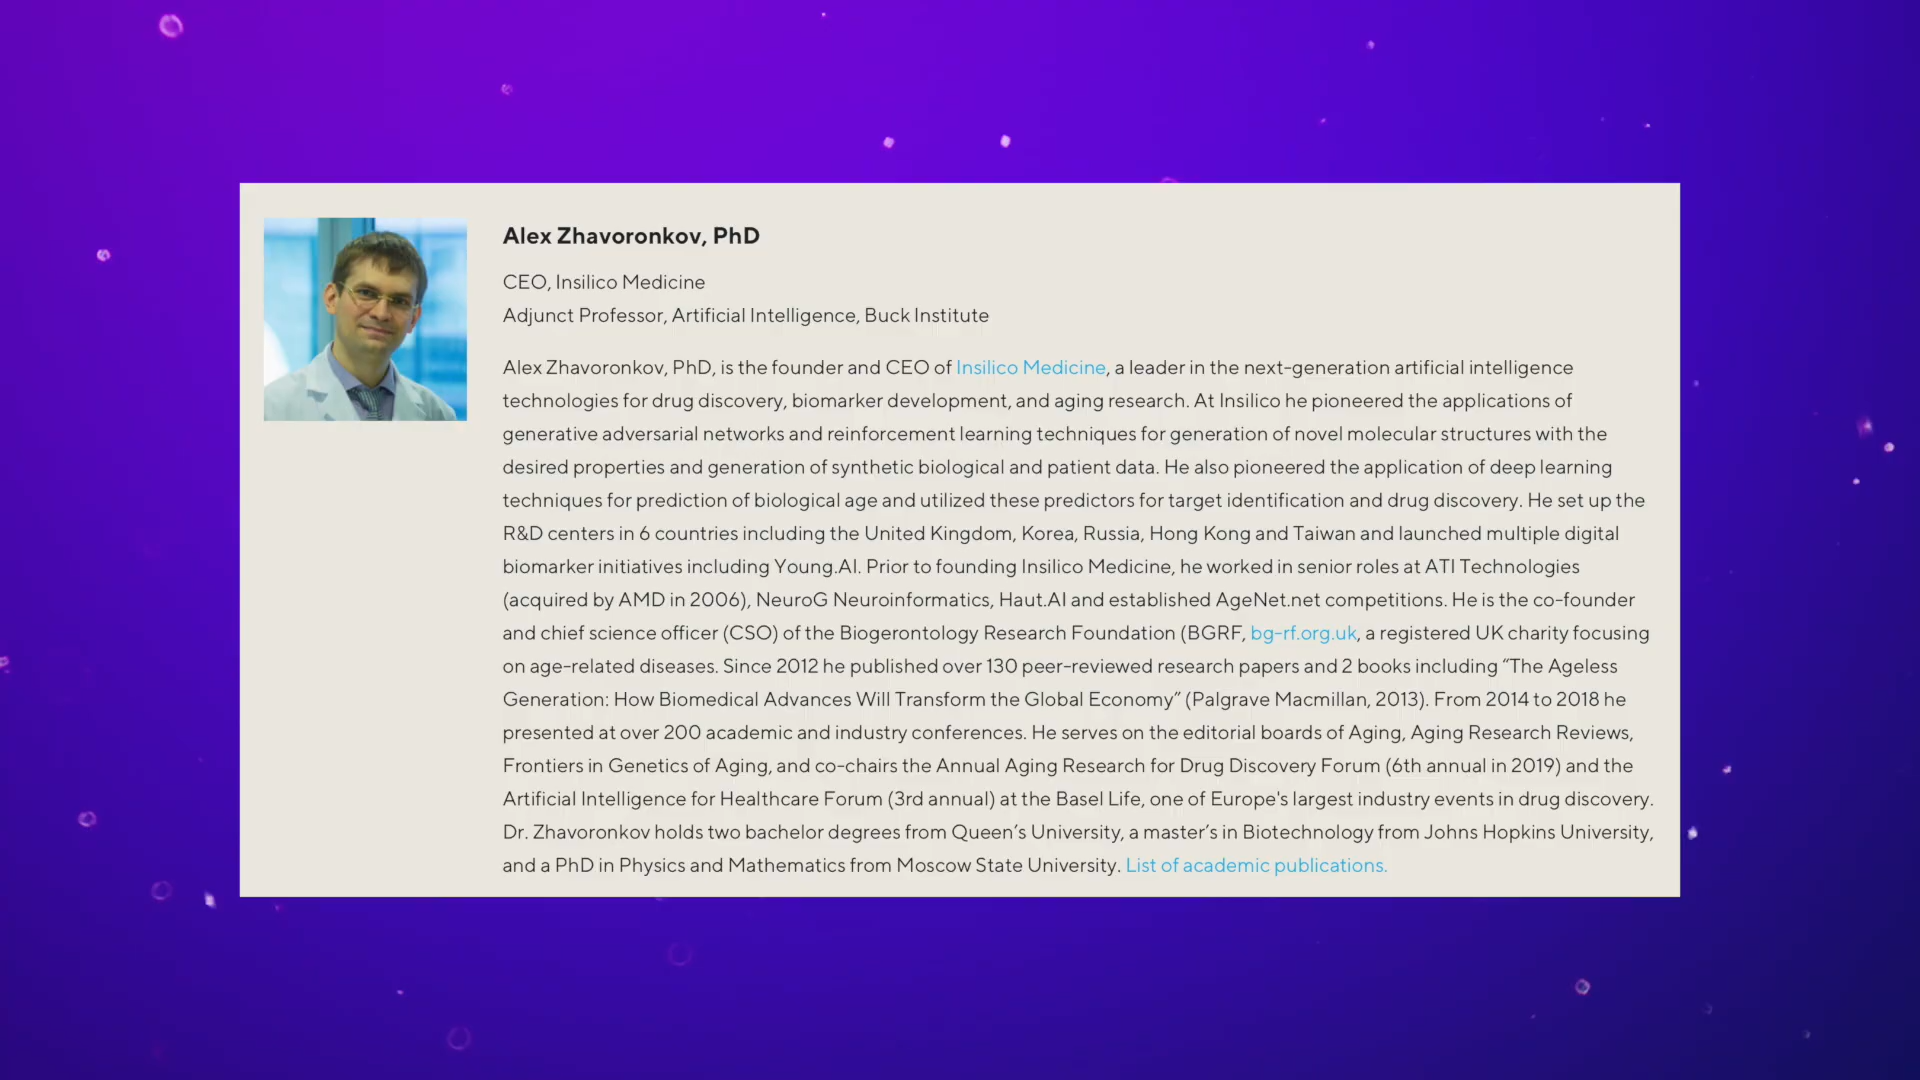 Alex Zhavoronkov, PhD
CEO, Insilico Medicine
Adjunct Professor, Artificial Intelligence, Buck Institute
Alex Zhavoronkov, PhD, is the founder and CEO of Insilico Medicine, a leader in the next-generation artificial intelligence
technologies for drug discovery, biomarker development, and aging research. At Insilico he pioneered the applications of
generative adversarial networks and reinforcement learning techniques for generation of novel molecular structures with the
desired properties and generation of synthetic biological and patient data. He also pioneered the application of deep learning
techniques for prediction of biological age and utilized these predictors for target identification and drug discovery. He set up the
R&D centers in 6 countries including the United Kingdom, Korea, Russia, Hong Kong and Taiwan and launched multiple digital
biomarker initiatives including Young.AI. Prior to founding Insilico Medicine, he worked in senior roles at ATI Technologies
(acquired by AMD in 2006), NeuroG Neuroinformatics, Haut.AI and established AgeNet.net competitions. He is the co-founder
and chief science officer (CSO) of the Biogerontology Research Foundation (BGRF, bg-rf.org.uk, a registered UK charity focusing
on age-related diseases. Since 2012 he published over 130 peer-reviewed research papers and 2 books including “The Ageless
Generation: How Biomedical Advances Will Transform the Global Economy” (Palgrave Macmillan, 2013). From 2014 to 2018 he
presented at over 200 academic and industry conferences. He serves on the editorial boards of Aging, Aging Research Reviews,
Frontiers in Genetics of Aging, and co-chairs the Annual Aging Research for Drug Discovery Forum (6th annual in 2019) and the
Artificial Intelligence for Healthcare Forum (3rd annual) at the Basel Life, one of Europe's largest industry events in drug discovery.
Dr. Zhavoronkov holds two bachelor degrees from Queen’s University, a master’s in Biotechnology from Johns Hopkins University,
and a PhD in Physics and Mathematics from Moscow State University. List of academic publications.